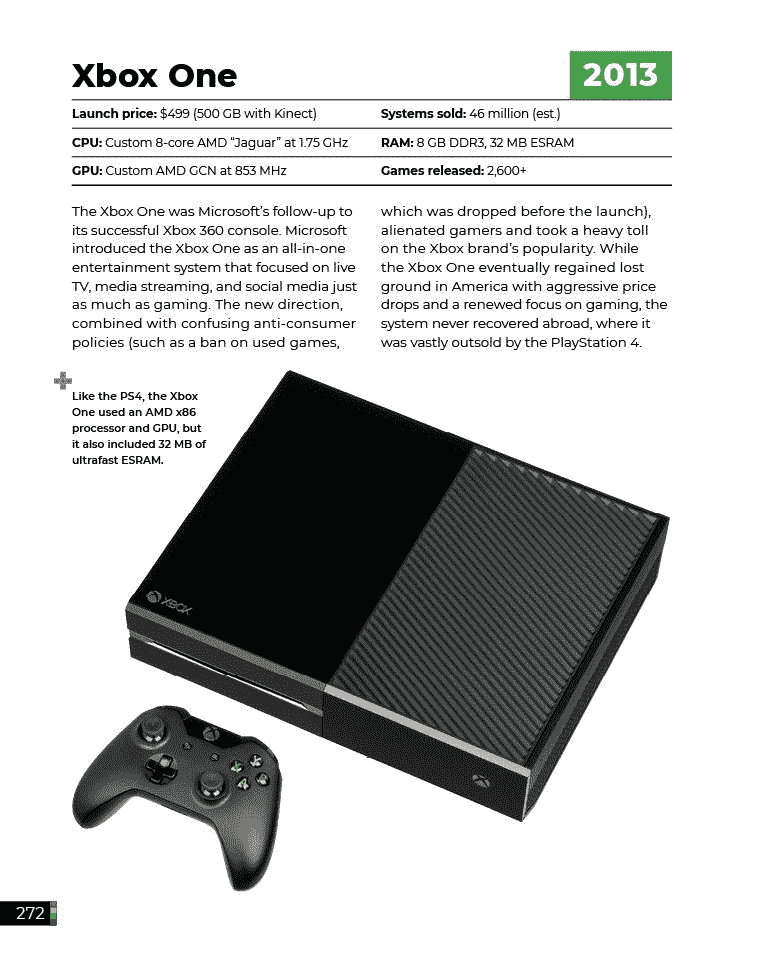 Xbox One
2013
Launch price: $499 (500 GB with Kinect)
Systems sold: 46 million (est.)
CPU: Custom 8-core AMD “Jaguar” at 1.75 GHz
RAM: 8 GB DDR3, 32 MB ESRAM
GPU: Custom AMD GCN at 853 MHz
Games released: 2,600+
The Xbox One was Microsoft’s follow-up to
its successful Xbox 360 console. Microsoft
introduced the Xbox One as an all-in-one
entertainment system that focused on live
TV, media streaming, and social media just
as much as gaming. The new direction,
combined with confusing anti-consumer
policies (such as a ban on used games,
which was dropped before the launch),
alienated gamers and took a heavy toll
on the Xbox brand’s popularity. While
the Xbox One eventually regained lost
ground in America with aggressive price
drops and a renewed focus on gaming, the
system never recovered abroad, where it
was vastly outsold by the PlayStation 4.
Like the PS4, the Xbox
One used an AMD x86
processor and GPU, but
it also included 32 MB of
ultrafast ESRAM.
XBOX
272